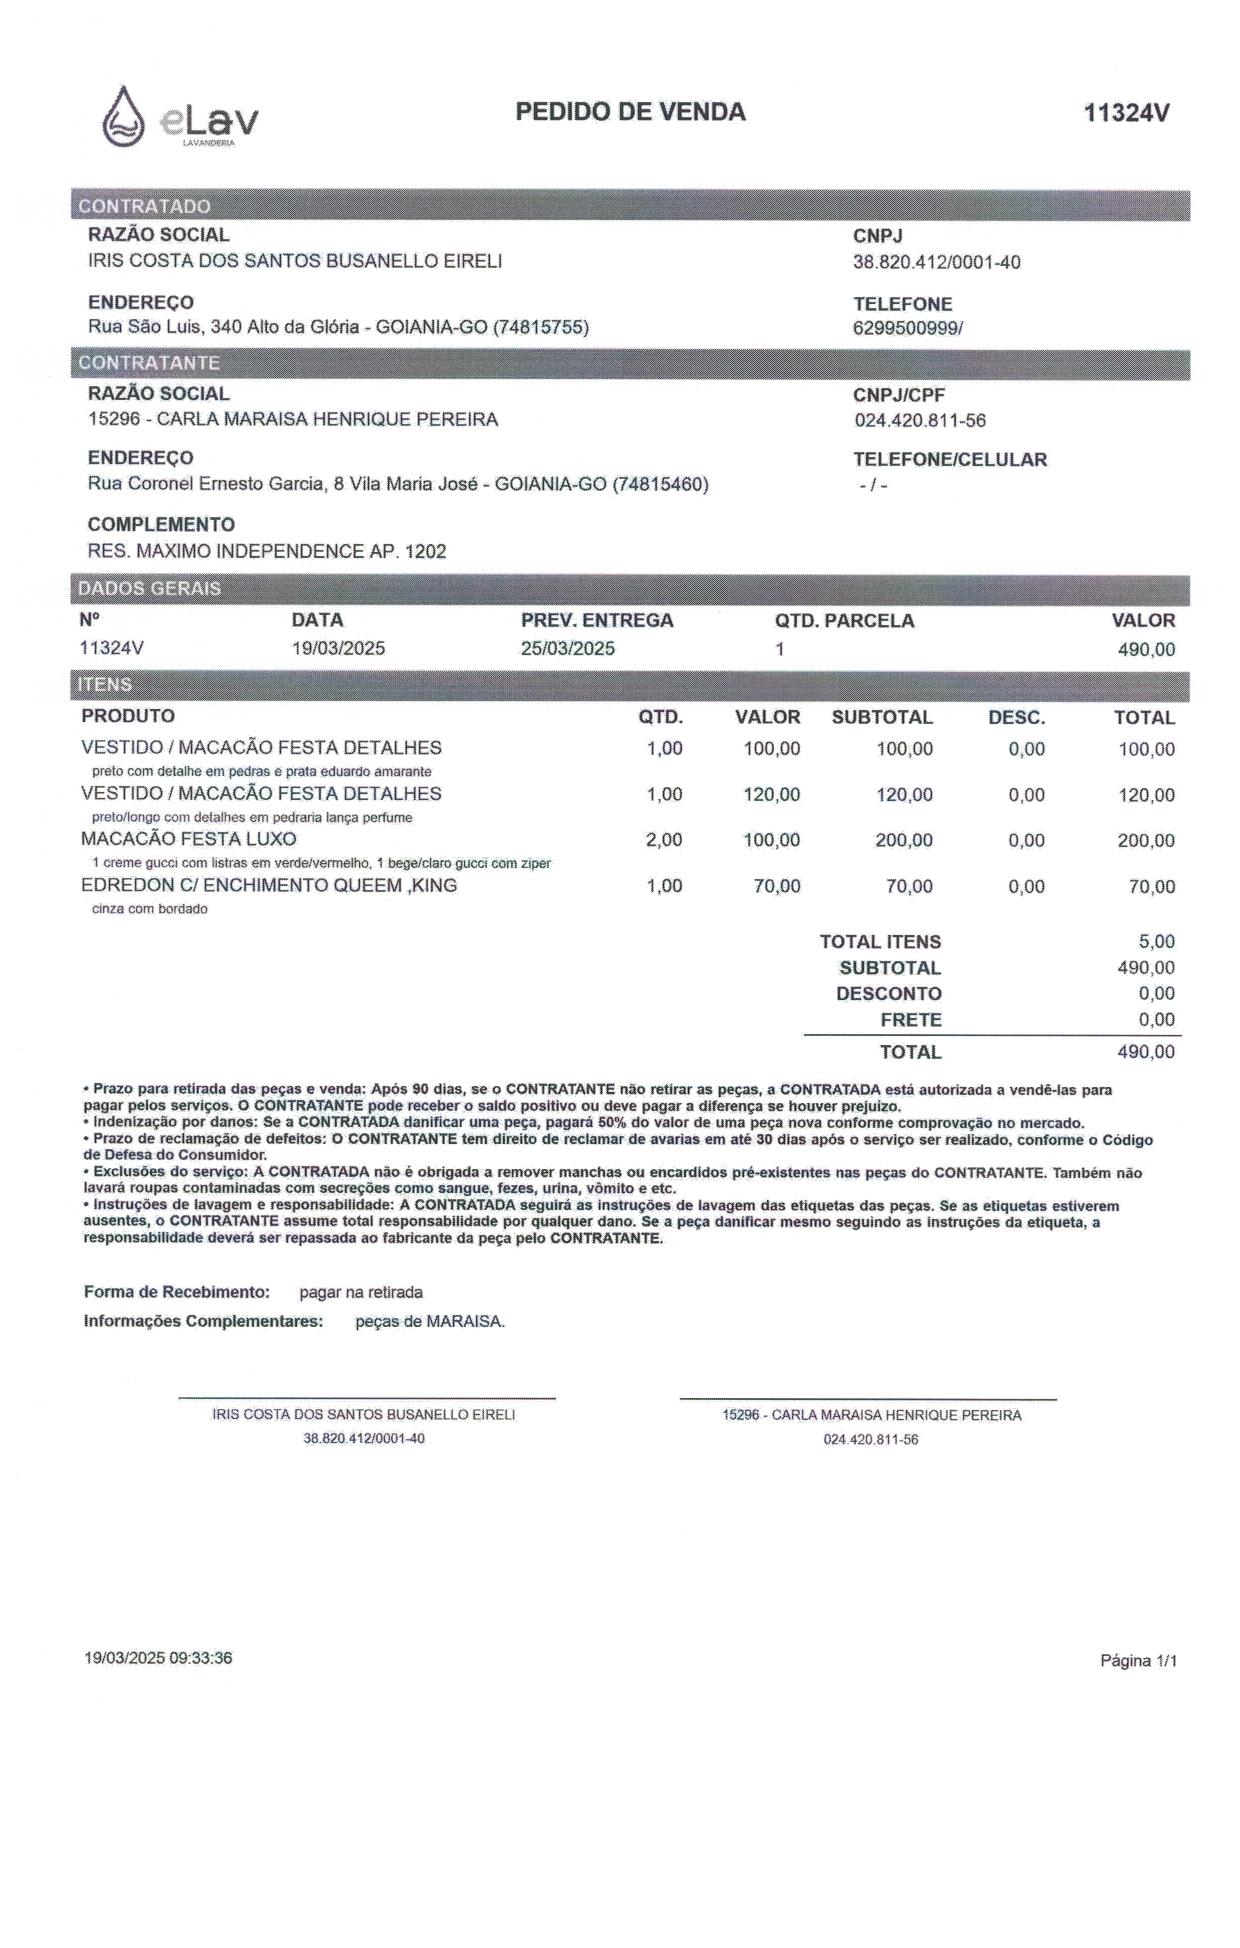 eLav
LAVANDERIA
PEDIDO DE VENDA
11324V
CONTRATADO
RAZÃO SOCIAL CNPJ
IRIS COSTA DOS SANTOS BUSANELLO EIRELI 38.820.412/0001-40
ENDEREÇO TELEFONE
Rua São Luis, 340 Alto da Glória - GOIANIA-GO (74815755) 6299500999/
CONTRATANTE
RAZÃO SOCIAL CNPJ/CPF
15296 - CARLA MARAISA HENRIQUE PEREIRA 024.420.811-56
ENDEREÇO TELEFONE/CELULAR
Rua Coronel Ernesto Garcia, 8 Vila Maria José - GOIANIA-GO (74815460) - / -
COMPLEMENTO
RES. MAXIMO INDEPENDENCE AP. 1202
DADOS GERAIS
Nº DATA PREV. ENTREGA QTD. PARCELA VALOR
11324V 19/03/2025 25/03/2025 1 490,00
ITENS
PRODUTO QTD. VALOR SUBTOTAL DESC. TOTAL
VESTIDO / MACACÃO FESTA DETALHES 1,00 100,00 100,00 0,00 100,00
preto com detalhe em pedras e prata eduardo amarante
VESTIDO / MACACÃO FESTA DETALHES 1,00 120,00 120,00 0,00 120,00
preto/longo com detalhes em pedraria lança perfume
MACACÃO FESTA LUXO 2,00 100,00 200,00 0,00 200,00
1 creme gucci com listras em verde/vermelho, 1 bege/claro gucci com ziper
EDREDON C/ ENCHIMENTO QUEEM ,KING 1,00 70,00 70,00 0,00 70,00
cinza com bordado
TOTAL ITENS 5,00
SUBTOTAL 490,00
DESCONTO 0,00
FRETE 0,00
TOTAL 490,00
• Prazo para retirada das peças e venda: Após 90 dias, se o CONTRATANTE não retirar as peças, a CONTRATADA está autorizada a vendê-las para
pagar pelos serviços. O CONTRATANTE pode receber o saldo positivo ou deve pagar a diferença se houver prejuizo.
• Indenização por danos: Se a CONTRATADA danificar uma peça, pagará 50% do valor de uma peça nova conforme comprovação no mercado.
• Prazo de reclamação de defeitos: O CONTRATANTE tem direito de reclamar de avarias em até 30 dias após o serviço ser realizado, conforme o Código
de Defesa do Consumidor.
• Exclusões do serviço: A CONTRATADA não é obrigada a remover manchas ou encardidos pré-existentes nas peças do CONTRATANTE. Também não
lavará roupas contaminadas com secreções como sangue, fezes, urina, vômito e etc.
• Instruções de lavagem e responsabilidade: A CONTRATADA seguirá as instruções de lavagem das etiquetas das peças. Se as etiquetas estiverem
ausentes, o CONTRATANTE assume total responsabilidade por qualquer dano. Se a peça danificar mesmo seguindo as instruções da etiqueta, a
responsabilidade deverá ser repassada ao fabricante da peça pelo CONTRATANTE.
Forma de Recebimento: pagar na retirada
Informações Complementares: peças de MARAISA.
IRIS COSTA DOS SANTOS BUSANELLO EIRELI 15296 - CARLA MARAISA HENRIQUE PEREIRA
38.820.412/0001-40 024.420.811-56
19/03/2025 09:33:36 Página 1/1